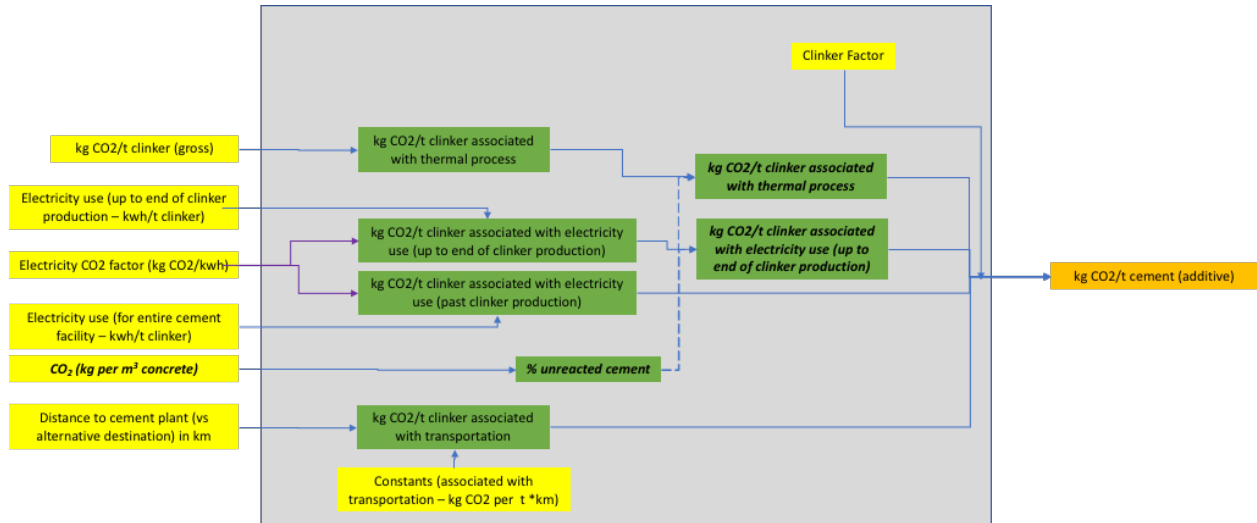 Clinker Factor
kg CO2/t clinker (gross)
kg CO2/t clinker associated
with thermal process
kg CO2/t clinker associated
with thermal process
Electricity use (up to end of clinker
production – kwh/t clinker)
kg CO2/t clinker associated with electricity
use (up to end of clinker production)
kg CO2/t clinker associated
with electricity use (up to
end of clinker production)
Electricity CO2 factor (kg CO2/kwh)
kg CO2/t cement (additive)
kg CO2/t clinker associated with electricity
use (past clinker production)
Electricity use (for entire cement
facility – kwh/t clinker)
CO₂ (kg per m³ concrete)
% unreacted cement
Distance to cement plant (vs
alternative destination) in km
kg CO2/t clinker associated
with transportation
Constants (associated with
transportation – kg CO2 per t *km)